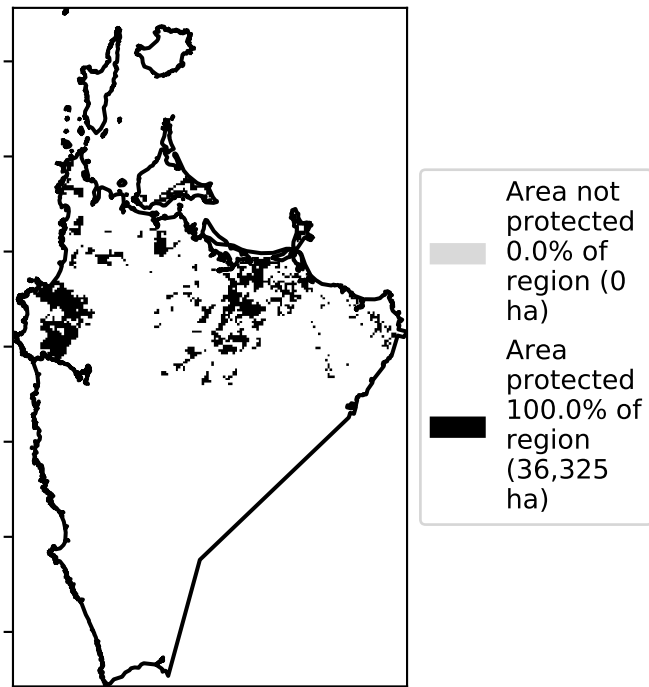 Area not
protected
0.0% of
region (0
ha)
Area
protected
100.0% of
region
(36,325
ha)